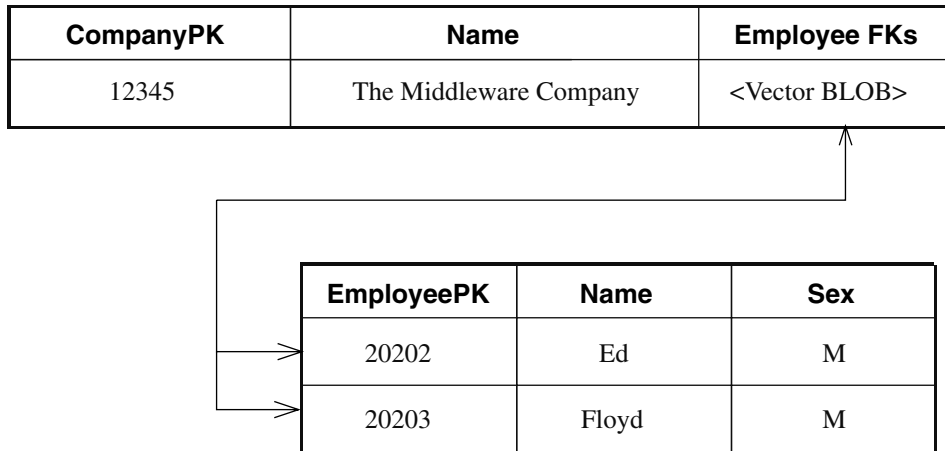 CompanyPK Name Employee FKs
12345 The Middleware Company <Vector BLOB>
EmployeePK Name Sex
20202 Ed M
20203 Floyd M